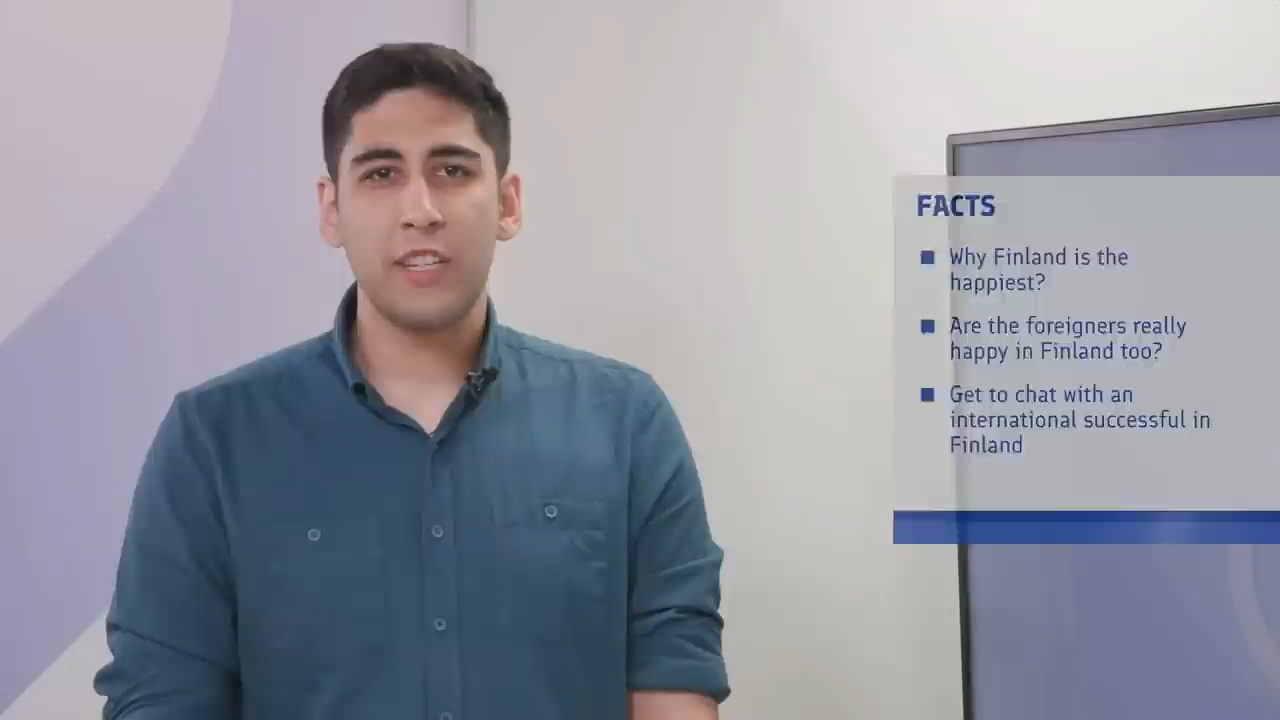 FACTS
Why Finland is the
happiest?
Are the foreigners really
happy in Finland too?
Get to chat with an
international successful in
Finland